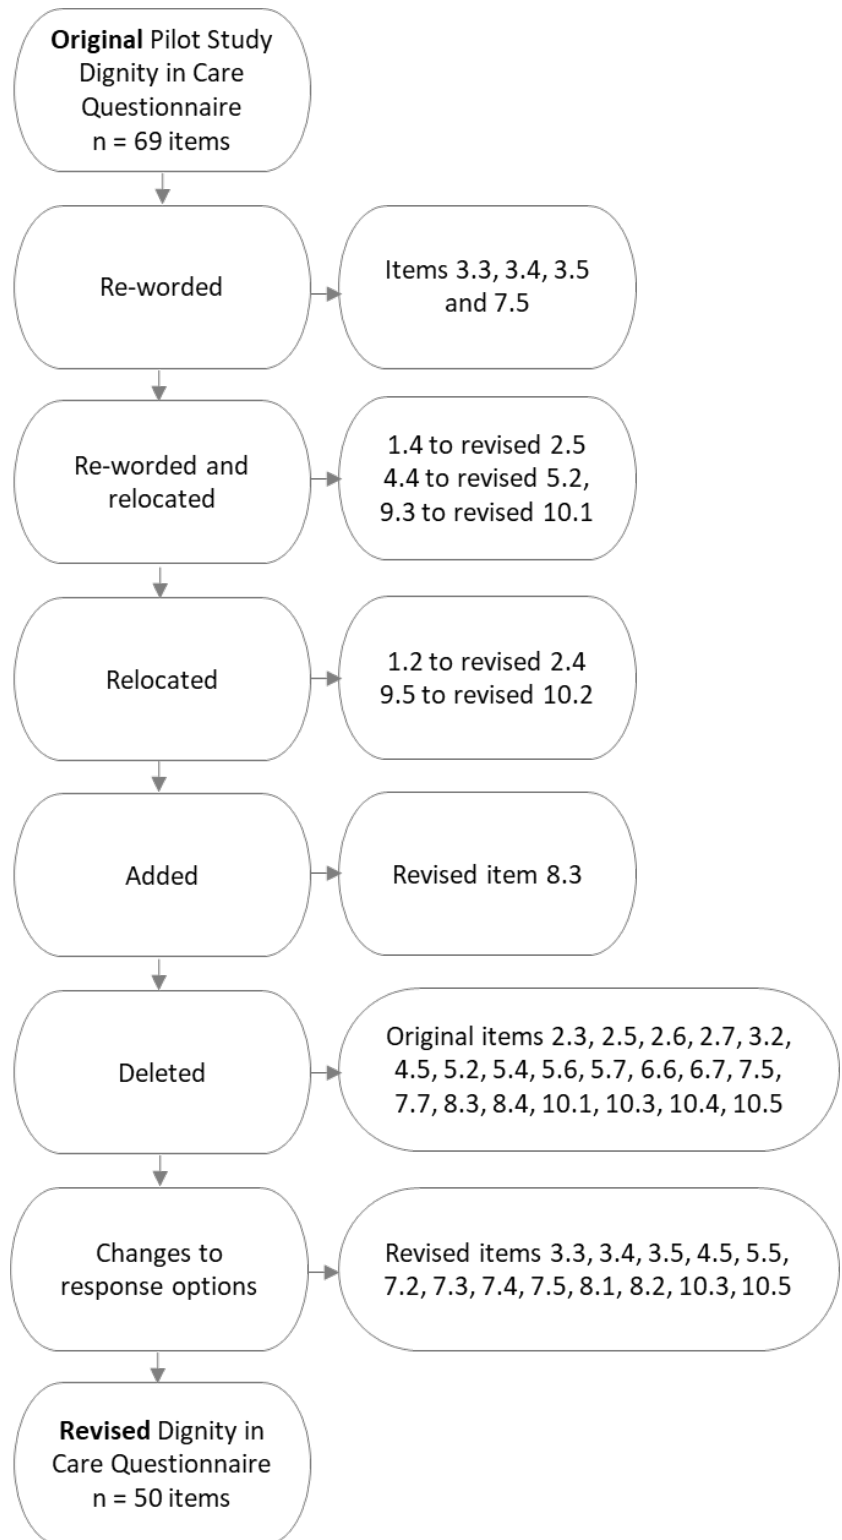 Original Pilot Study
Dignity in Care
Questionnaire
n = 69 items
Re-worded
Items 3.3, 3.4, 3.5
and 7.5
Re-worded and
relocated
1.4 to revised 2.5
4.4 to revised 5.2,
9.3 to revised 10.1
Relocated
1.2 to revised 2.4
9.5 to revised 10.2
Added
Revised item 8.3
Deleted
Original items 2.3, 2.5, 2.6, 2.7, 3.2,
4.5, 5.2, 5.4, 5.6, 5.7, 6.6, 6.7, 7.5,
7.7, 8.3, 8.4, 10.1, 10.3, 10.4, 10.5
Changes to
response options
Revised items 3.3, 3.4, 3.5, 4.5, 5.5,
7.2, 7.3, 7.4, 7.5, 8.1, 8.2, 10.3, 10.5
Revised Dignity in
Care Questionnaire
n = 50 items